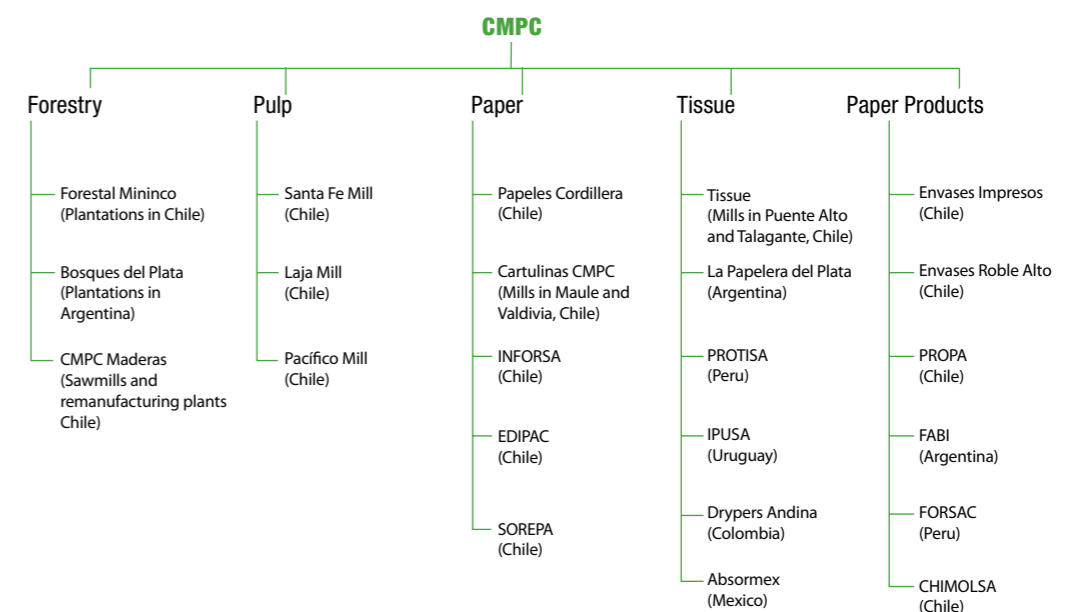 CMPC
Forestry
Forestal Mininco
(Plantations in Chile)
Bosques del Plata
(Plantations in
Argentina)
CMPC Maderas
(Sawmills and
remanufacturing plants
Chile)
Pulp
Santa Fe Mill
(Chile)
Laja Mill
(Chile)
Pacífico Mill
(Chile)
Paper
Papeles Cordillera
(Chile)
Cartulinas CMPC
(Mills in Maule and
Valdivia, Chile)
INFORSA
(Chile)
EDIPAC
(Chile)
SOREPA
(Chile)
Tissue
Tissue
(Mills in Puente Alto
and Talagante, Chile)
La Papelera del Plata
(Argentina)
PROTISA
(Peru)
IPUSA
(Uruguay)
Drypers Andina
(Colombia)
Absormex
(Mexico)
Paper Products
Envases Impresos
(Chile)
Envases Roble Alto
(Chile)
PROPA
(Chile)
FABI
(Argentina)
FORSAC
(Peru)
CHIMOLSA
(Chile)